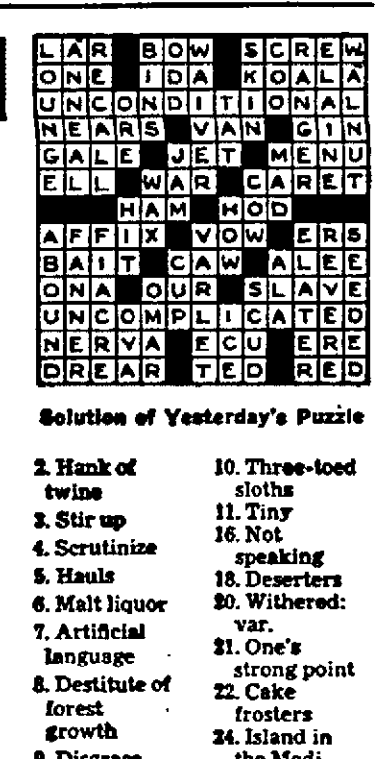 LAR BOW SCREW
ONE IDA KOALA
UNCONDITIONAL
NEARS VAN GIN
GALE JET MENU
ELL WAR CARET
HAM HOD
AFFIX VOW ERS
BAIT CAW ALEE
ONA OUR SLAVE
UNCOMPLICATED
NERVA ECU ERE
DREAR TED RED
Solution of Yesterday's Puzzle
2. Hank of
twine
3. Stir up
4. Scrutinize
5. Hauls
6. Malt liquor
7. Artificial
language
8. Destitute of
forest
growth
9. Disgrace
10. Three-toed
sloths
11. Tiny
16. Not
speaking
18. Deserters
20. Withered:
var.
21. One's
strong point
22. Cake
frosters
24. Island in
the Medi-